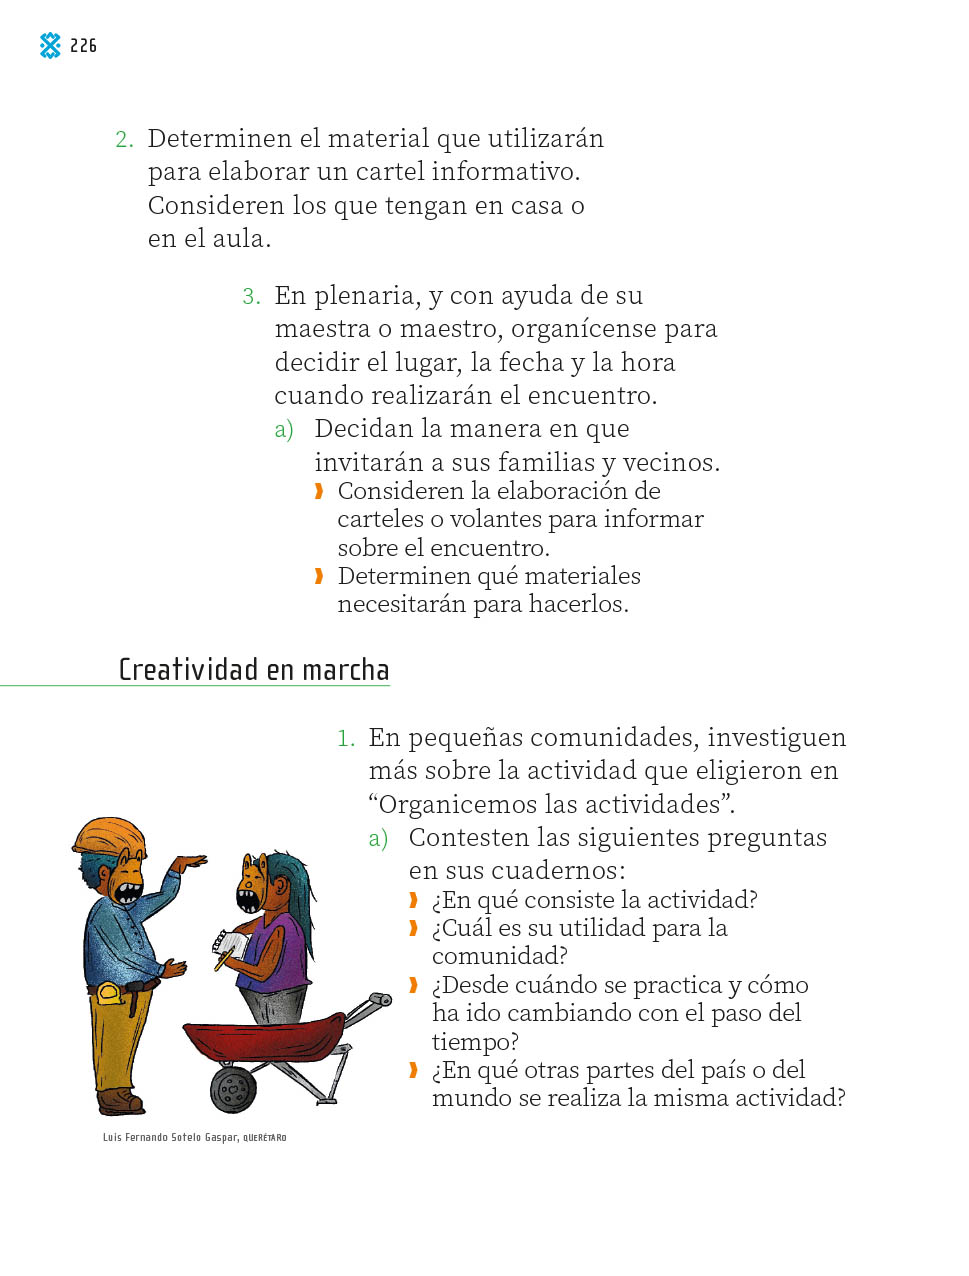 226
2. Determinen el material que utilizarán
para elaborar un cartel informativo.
Consideren los que tengan en casa o
en el aula.
3. En plenaria, y con ayuda de su
maestra o maestro, organícense para
decidir el lugar, la fecha y la hora
cuando realizarán el encuentro.
a) Decidan la manera en que
invitarán a sus familias y vecinos.
Consideren la elaboración de
carteles o volantes para informar
sobre el encuentro.
Determinen qué materiales
necesitarán para hacerlos.
Creatividad en marcha
1. En pequeñas comunidades, investiguen
más sobre la actividad que eligieron en
“Organicemos las actividades”.
a) Contesten las siguientes preguntas
en sus cuadernos:
¿En qué consiste la actividad?
¿Cuál es su utilidad para la
comunidad?
¿Desde cuándo se practica y cómo
ha ido cambiando con el paso del
tiempo?
¿En qué otras partes del país o del
mundo se realiza la misma actividad?
Luis Fernando Sotelo Gaspar, QUERÉTARO